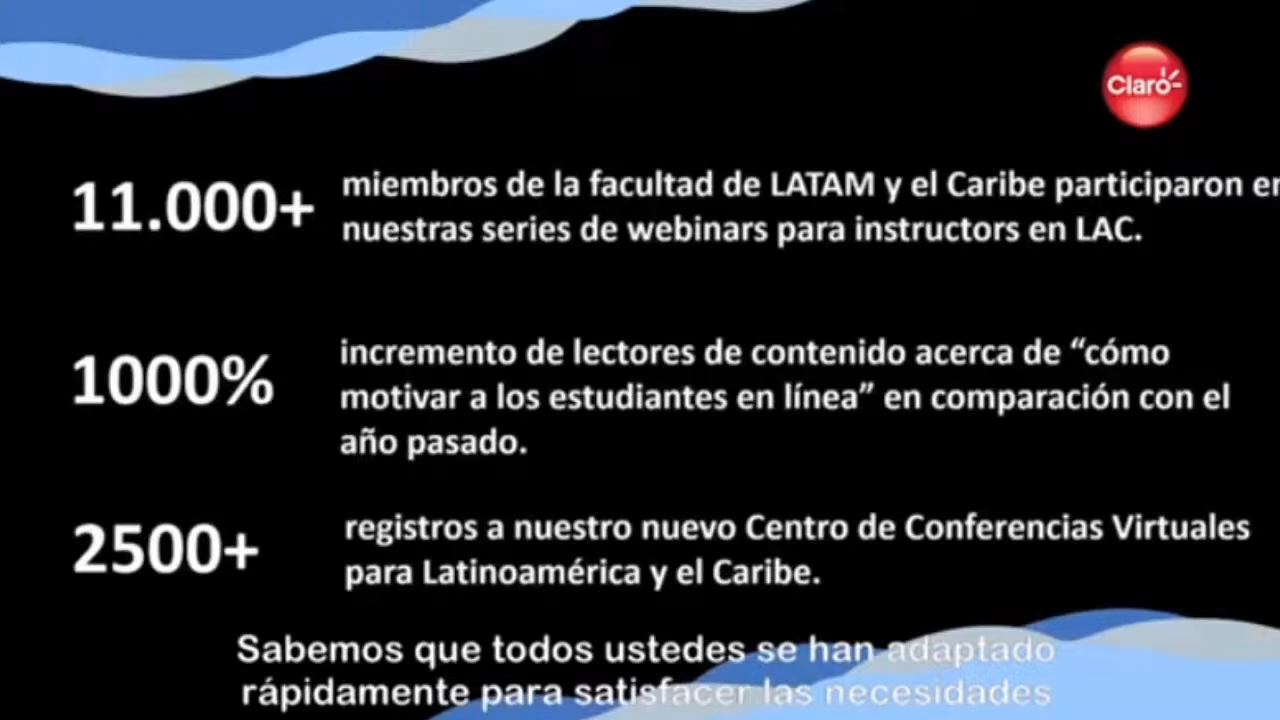 Claro
11.000+
miembros de la facultad de LATAM y el Caribe participaron en
nuestras series de webinars para instructors en LAC.
1000%
incremento de lectores de contenido acerca de “cómo
motivar a los estudiantes en línea” en comparación con el
año pasado.
2500+
registros a nuestro nuevo Centro de Conferencias Virtuales
para Latinoamérica y el Caribe.
Sabemos que todos ustedes se han adaptado
rápidamente para satisfacer las necesidades